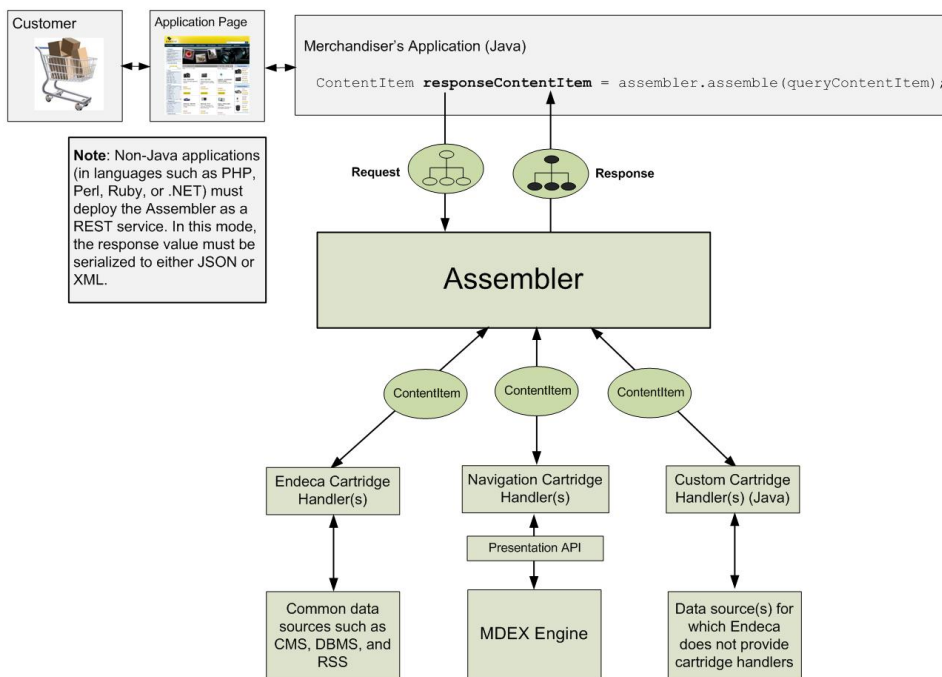 Customer
Application Page
Merchandiser's Application (Java)
ContentItem responseContentItem = assembler.assemble(queryContentItem);
Note: Non-Java applications
(in languages such as PHP,
Perl, Ruby, or .NET) must
deploy the Assembler as a
REST service. In this mode,
the response value must be
serialized to either JSON or
XML.
Request
Response
Assembler
ContentItem
ContentItem
ContentItem
Endeca Cartridge
Handler(s)
Navigation Cartridge
Handler(s)
Custom Cartridge
Handler(s) (Java)
Presentation API
Common data
sources such as
CMS, DBMS, and
RSS
MDEX Engine
Data source(s) for
which Endeca
does not provide
cartridge handlers